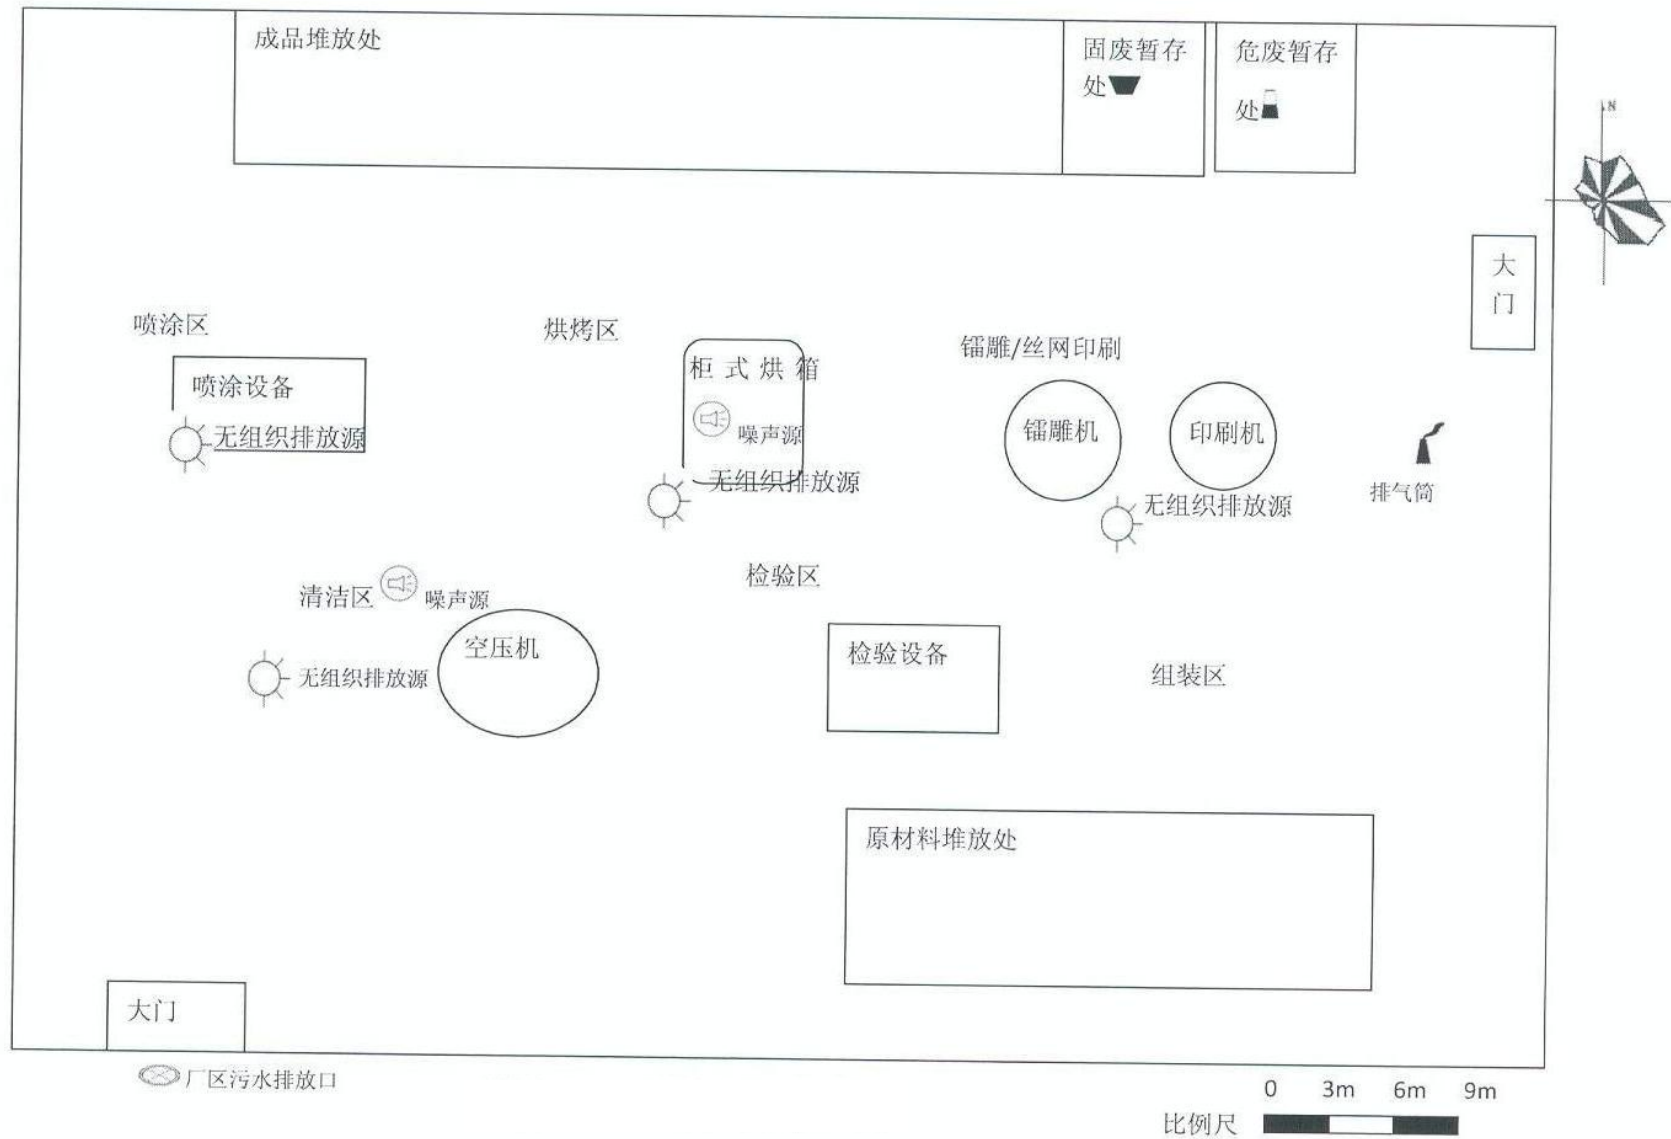 成品堆放处
固废暂存
处
危废暂存
处
N
大
门
喷涂区
烘烤区
镭雕/丝网印刷
柜式烘箱
喷涂设备
噪声源
镭雕机
印刷机
无组织排放源
无组织排放源
无组织排放源
排气筒
检验区
清洁区
噪声源
空压机
检验设备
无组织排放源
组装区
原材料堆放处
大门
厂区污水排放口
0 3m 6m 9m
比例尺